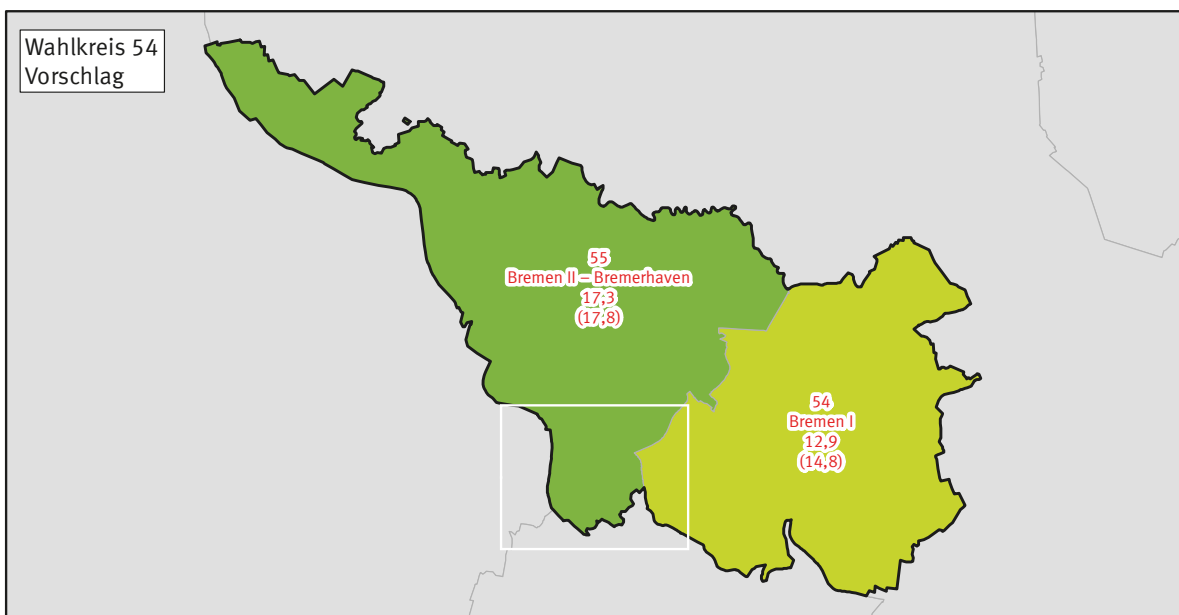 Wahlkreis 54
Vorschlag
55
Bremen II – Bremerhaven
17,3
(17,8)
54
Bremen I
12,9
(14,8)